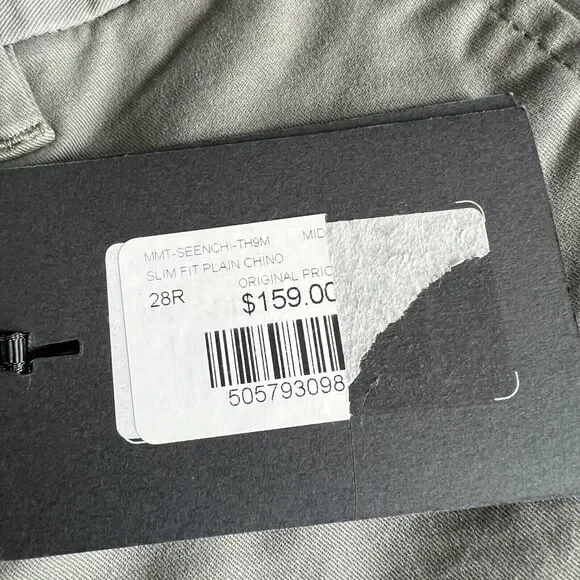 MMT-SEENCHI-TH9M MID
SLIM FIT PLAIN CHINO
ORIGINAL PRIC
28R $159.00
505793098